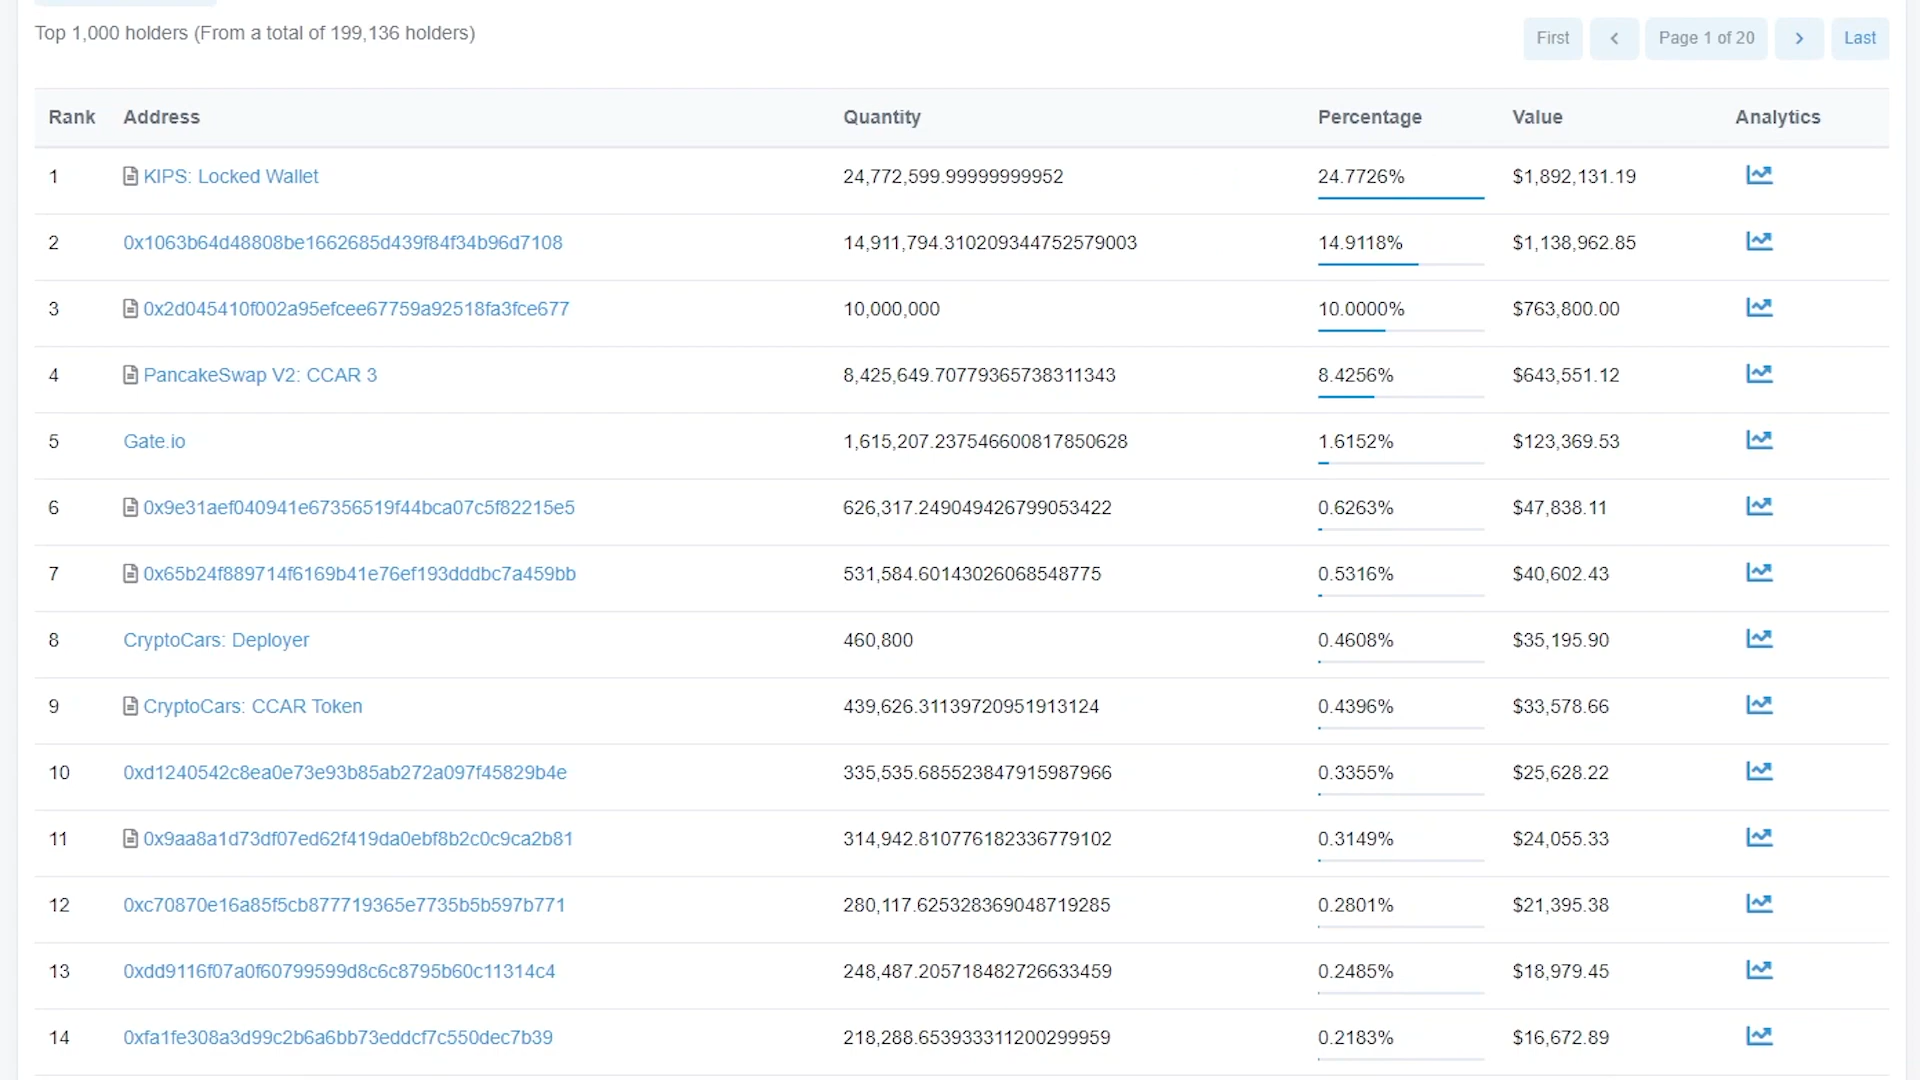 Top 1,000 holders (From a total of 199,136 holders)
First
Page 1 of 20
Last
Rank Address Quantity Percentage Value Analytics
1 KIPS: Locked Wallet 24,772,599.99999999952 24.7726% $1,892,131.19
2 0x1063b64d48808be1662685d439f84f34b96d7108 14,911,794.310209344752579003 14.9118% $1,138,962.85
3 0x2d045410f002a95efcee67759a92518fa3fce677 10,000,000 10.0000% $763,800.00
4 PancakeSwap V2: CCAR 3 8,425,649.70779365738311343 8.4256% $643,551.12
5 Gate.io 1,615,207.237546600817850628 1.6152% $123,369.53
6 0x9e31aef040941e67356519f44bca07c5f82215e5 626,317.249049426799053422 0.6263% $47,838.11
7 0x65b24f889714f6169b41e76ef193dddbc7a459bb 531,584.60143026068548775 0.5316% $40,602.43
8 CryptoCars: Deployer 460,800 0.4608% $35,195.90
9 CryptoCars: CCAR Token 439,626.31139720951913124 0.4396% $33,578.66
10 0xd1240542c8ea0e73e93b85ab272a097f45829b4e 335,535.685523847915987966 0.3355% $25,628.22
11 0x9aa8a1d73df07ed62f419da0ebf8b2c0c9ca2b81 314,942.810776182336779102 0.3149% $24,055.33
12 0xc70870e16a85f5cb877719365e7735b5b597b771 280,117.625328369048719285 0.2801% $21,395.38
13 0xdd9116f07a0f60799599d8c6c8795b60c11314c4 248,487.205718482726633459 0.2485% $18,979.45
14 0xfa1fe308a3d99c2b6a6bb73eddcf7c550dec7b39 218,288.653933311200299959 0.2183% $16,672.89